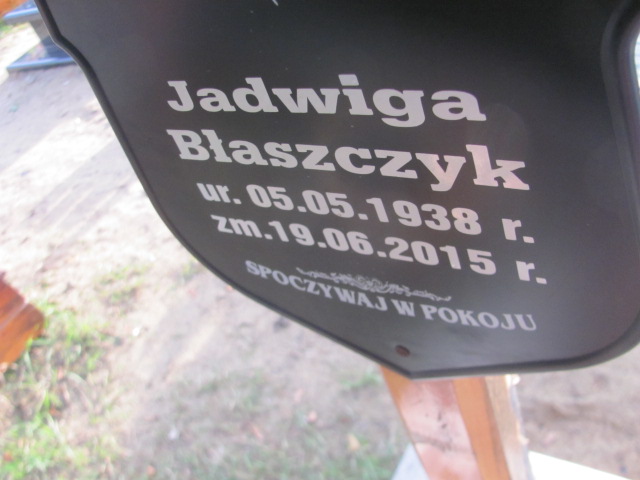 Jadwiga
Błaszczyk
ur. 05.05.1938 r.
zm.19.06.2015 r.
SPOCZYWAJ W POKOJU